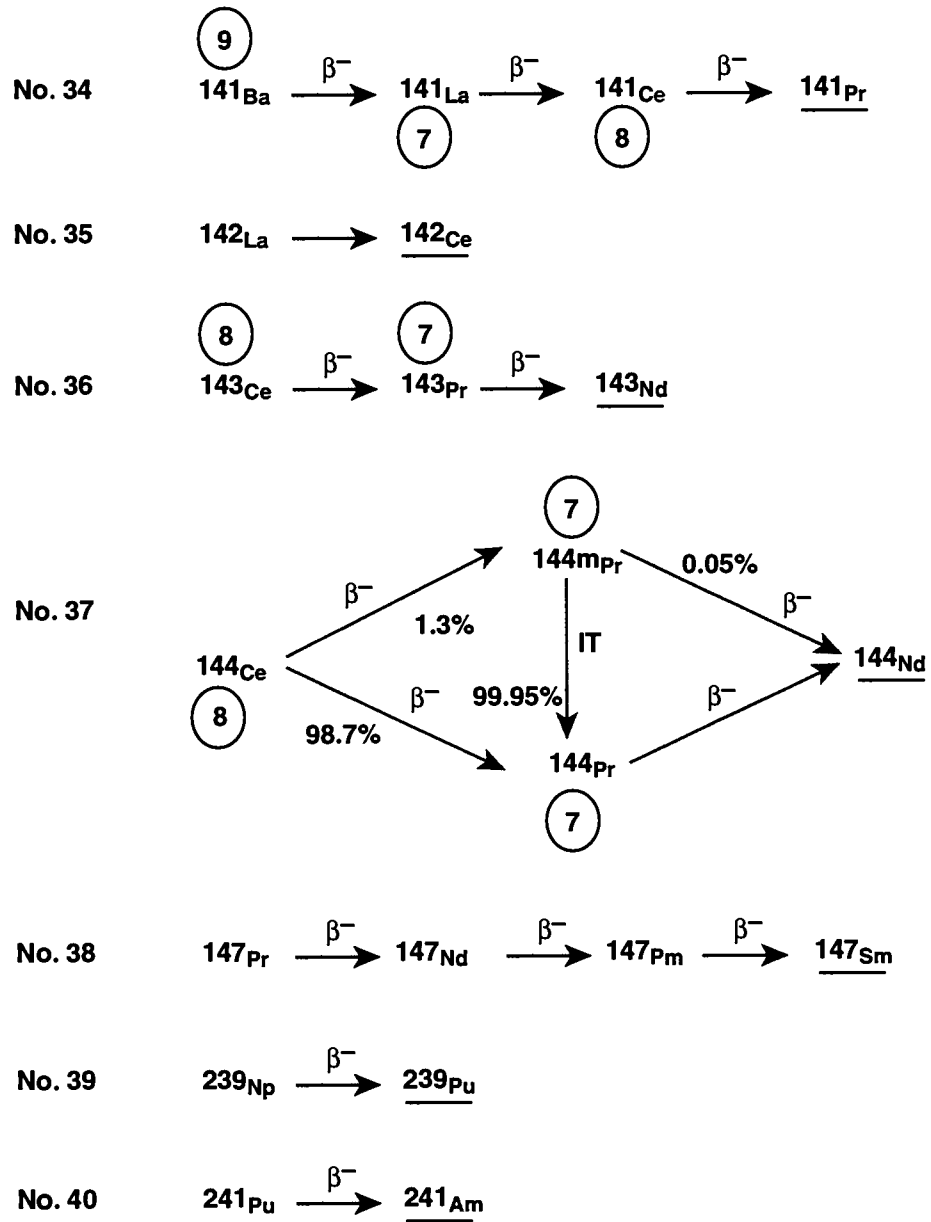 9
No. 34 141Ba β− 141La β− 141Ce β− 141Pr
7 8
No. 35 142La 142Ce
8 7
No. 36 143Ce β− 143Pr β− 143Nd
7
144mPr 0.05%
β− β−
No. 37 1.3% IT
144Ce 144Nd
β− 99.95% β−
8 98.7%
144Pr
7
No. 38 147Pr β− 147Nd β− 147Pm β− 147Sm
No. 39 239Np β− 239Pu
No. 40 241Pu β− 241Am